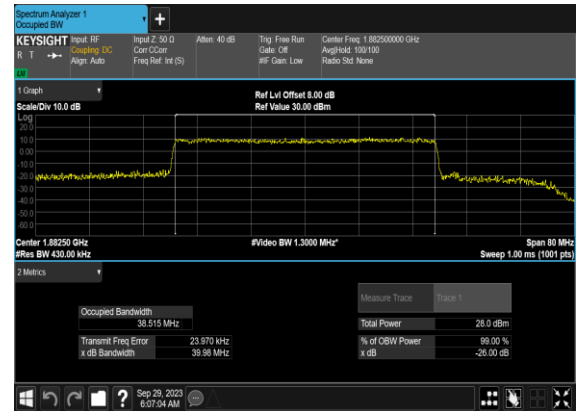 Spectrum Analyzer 1
Occupied BW
KEYSIGHT
R T
LXI
Input: RF
Coupling: DC
Align: Auto
Input Z: 50 Ω
Corr CCorr
Freq Ref: Int (S)
Atten: 40 dB
Trig: Free Run
Gate: Off
#IF Gain: Low
Center Freq: 1.882500000 GHz
Avg|Hold: 100/100
Radio Std: None
1 Graph
Scale/Div 10.0 dB
Ref Lvl Offset 8.00 dB
Ref Value 30.00 dBm
Log
20.0
10.0
0.00
-10.0
-20.0
-30.0
-40.0
-50.0
-60.0
Center 1.88250 GHz
#Video BW 1.3000 MHz*
Span 80 MHz
#Res BW 430.00 kHz
Sweep 1.00 ms (1001 pts)
2 Metrics
Measure Trace
Trace 1
Occupied Bandwidth
38.515 MHz
Total Power
28.0 dBm
Transmit Freq Error
23.970 kHz
% of OBW Power
99.00 %
x dB Bandwidth
39.98 MHz
x dB
-26.00 dB
?
Sep 29, 2023
6:07:04 AM